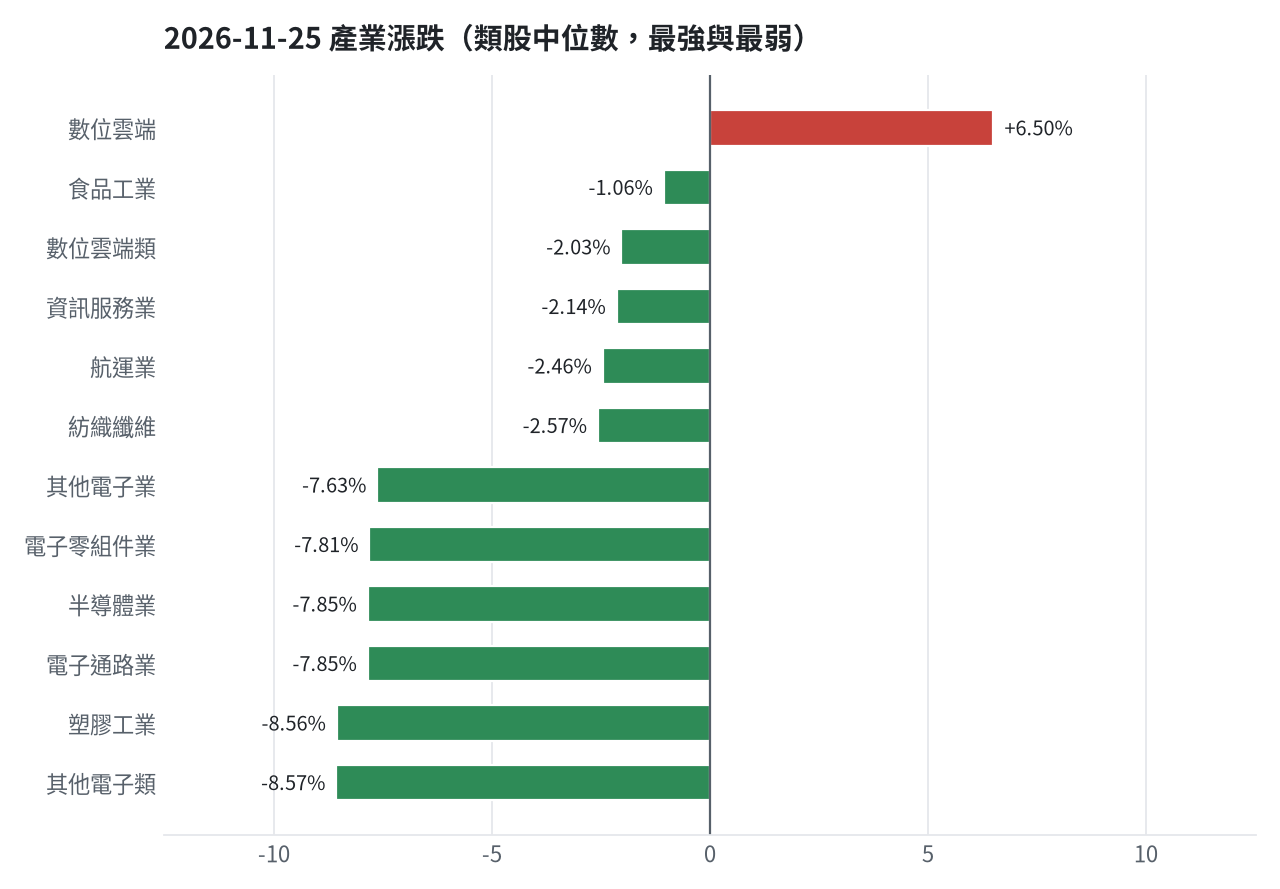 2026-11-25 產業漲跌（類股中位數，最強與最弱）
數位雲端 +6.50%
食品工業 -1.06%
數位雲端類 -2.03%
資訊服務業 -2.14%
航運業 -2.46%
紡織纖維 -2.57%
其他電子業 -7.63%
電子零組件業 -7.81%
半導體業 -7.85%
電子通路業 -7.85%
塑膠工業 -8.56%
其他電子類 -8.57%
-10 -5 0 5 10